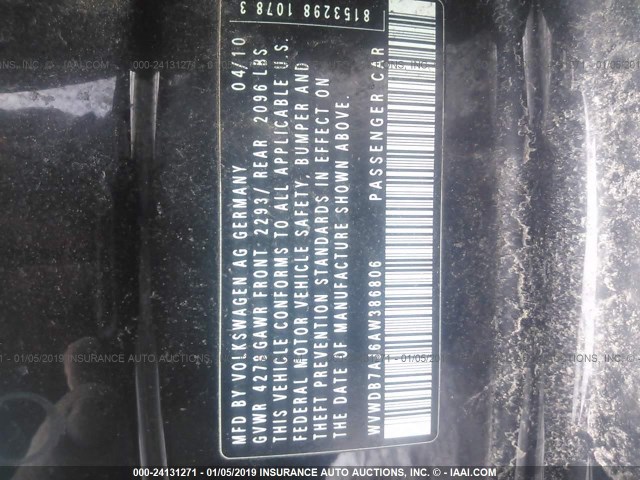 MFD BY VOLKSWAGEN AG GERMANY 04/10
GAWR FRONT 2293/ REAR 2096 LBS
THIS VEHICLE CONFORMS TO ALL APPLICABLE U.S.
FEDERAL MOTOR VEHICLE SAFETY, BUMPER AND
THEFT PREVENTION STANDARDS IN EFFECT ON
THE DATE OF MANUFACTURE SHOWN ABOVE.
PASSENGER CAR
WVWDB7AJ8AW386806
8153298 1078 3
000-24131271 - 01/05/2019 INSURANCE AUTO AUCTIONS, INC. © - IAAI.COM